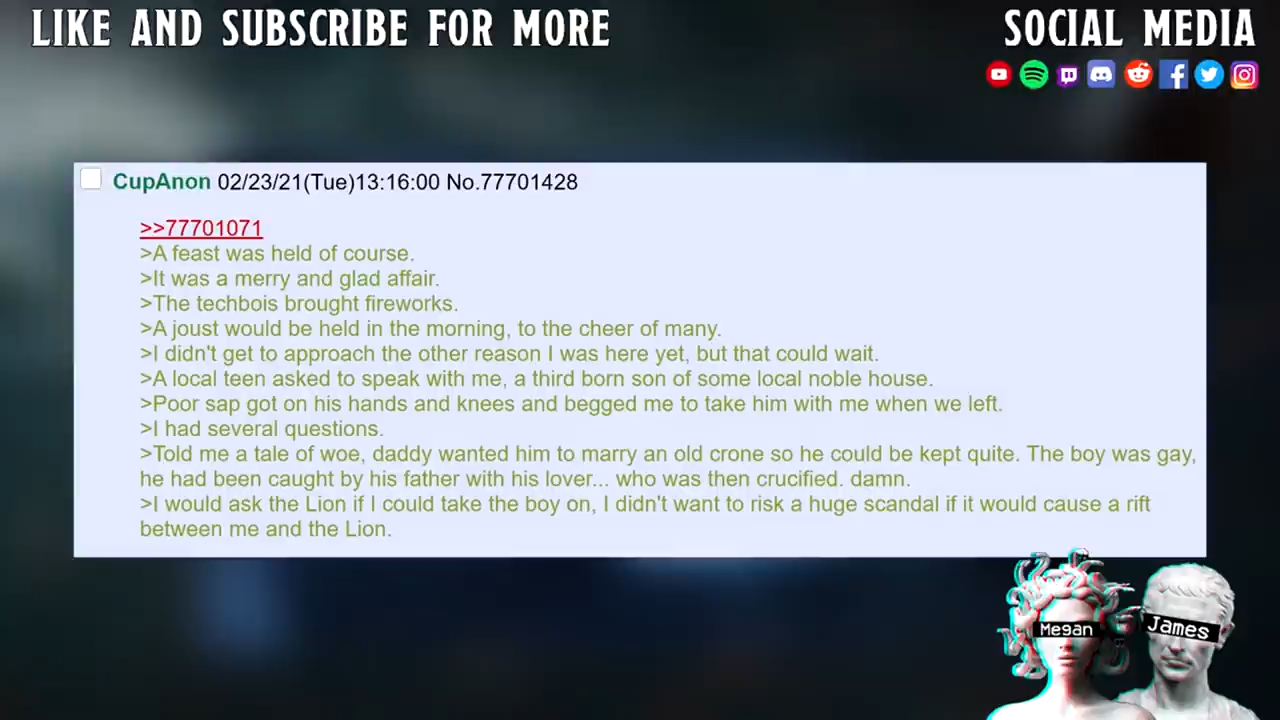 LIKE AND SUBSCRIBE FOR MORE
SOCIAL MEDIA
CupAnon 02/23/21(Tue)13:16:00 No.77701428
>>77701071
>A feast was held of course.
>It was a merry and glad affair.
>The techbois brought fireworks.
>A joust would be held in the morning, to the cheer of many.
>I didn't get to approach the other reason I was here yet, but that could wait.
>A local teen asked to speak with me, a third born son of some local noble house.
>Poor sap got on his hands and knees and begged me to take him with me when we left.
>I had several questions.
>Told me a tale of woe, daddy wanted him to marry an old crone so he could be kept quite. The boy was gay,
he had been caught by his father with his lover... who was then crucified. damn.
>I would ask the Lion if I could take the boy on, I didn't want to risk a huge scandal if it would cause a rift
between me and the Lion.
Megan
James